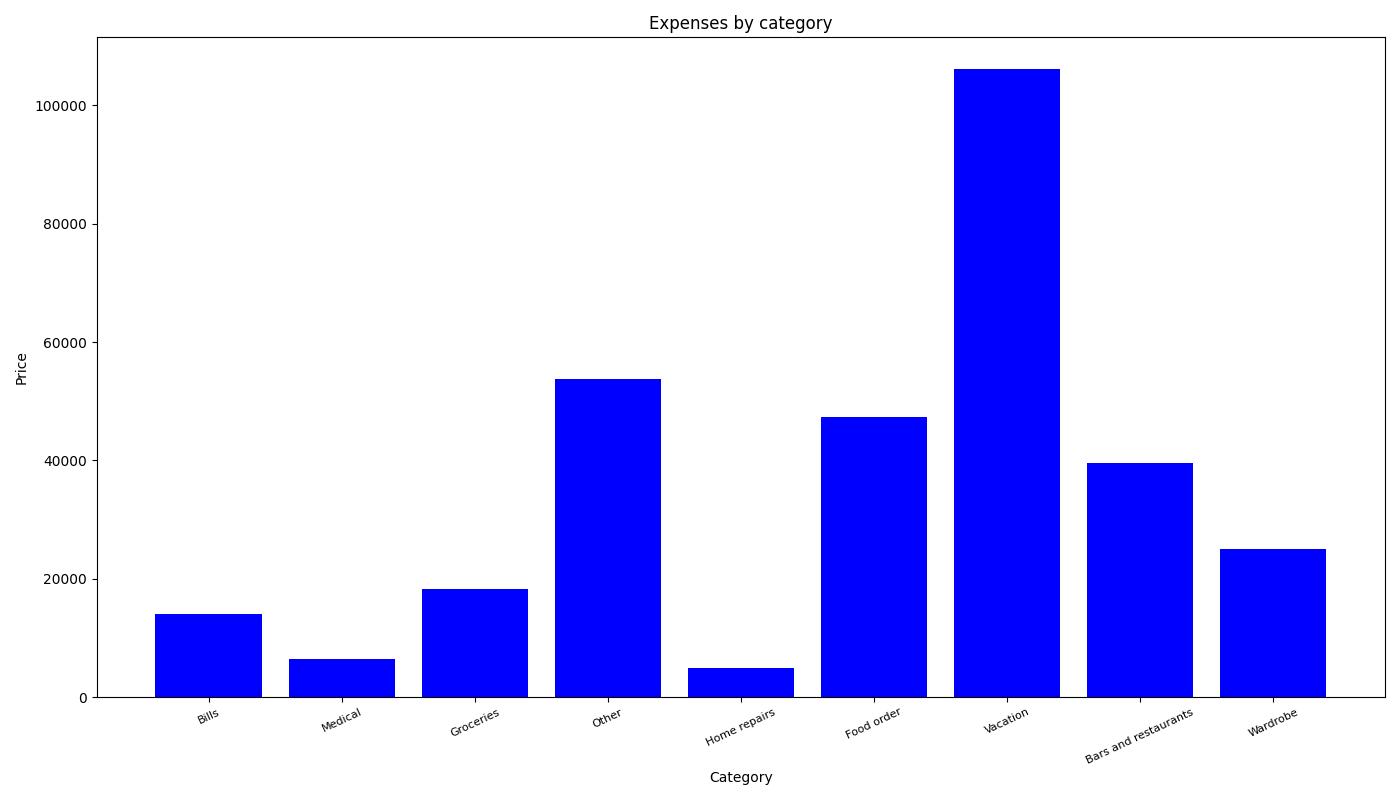 Expenses by category
100000
80000
60000
40000
20000
0
Price
Bills
Medical
Groceries
Other
Home repairs
Food order
Vacation
Bars and restaurants
Wardrobe
Category